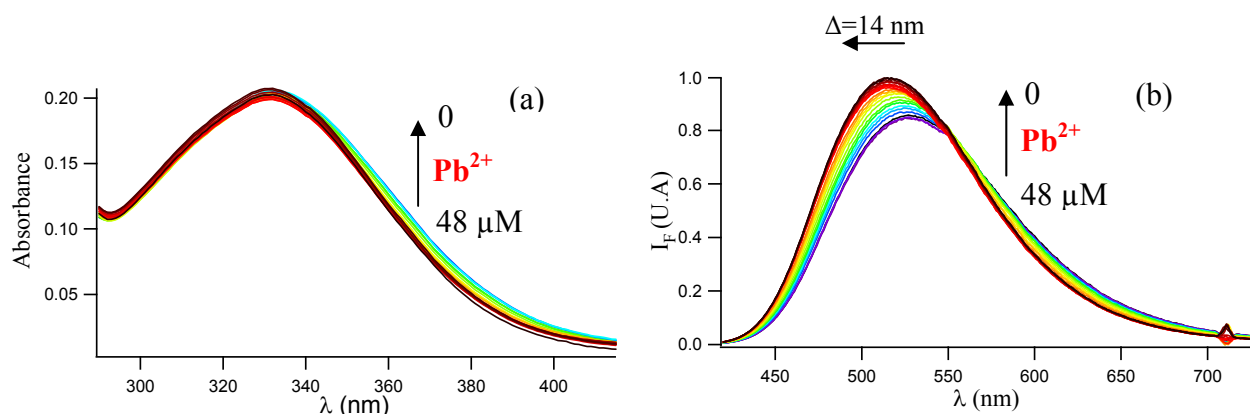 (a)
0
Pb²⁺
48 µM
Absorbance
0.20
0.15
0.10
0.05
300
320
340
360
380
400
λ (nm)
Δ=14 nm
(b)
0
Pb²⁺
48 µM
I_F (U.A)
1.0
0.8
0.6
0.4
0.2
0.0
450
500
550
600
650
700
λ (nm)